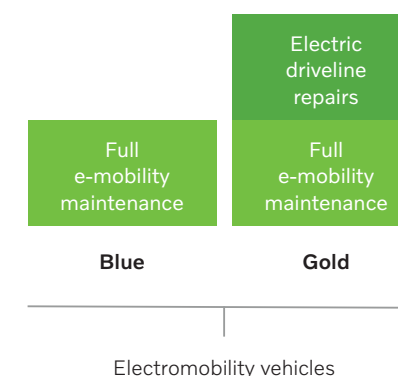 Electric
driveline
repairs
Full
e-mobility
maintenance
Full
e-mobility
maintenance
Blue
Gold
Electromobility vehicles